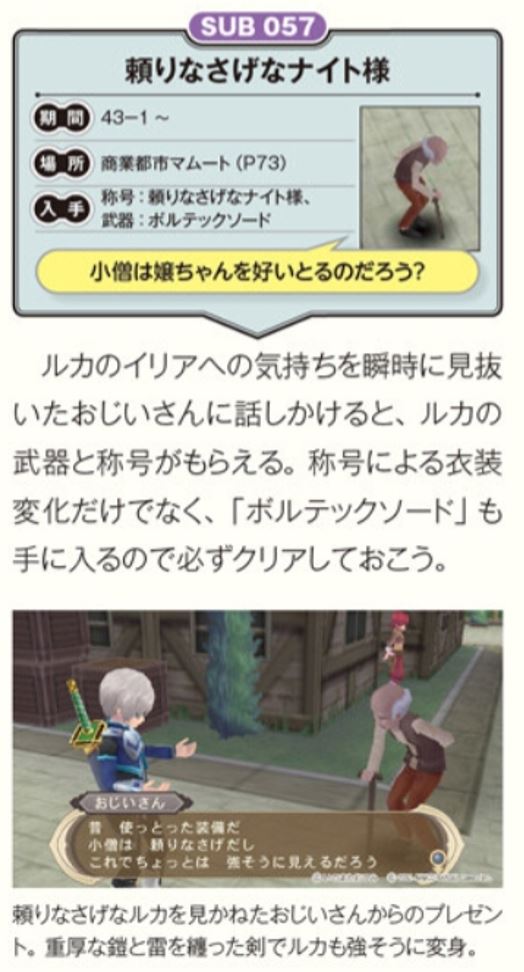 SUB 057
頼りなさげなナイト様
期間 43−1～
場所 商業都市マムート（P73）
入手 称号：頼りなさげなナイト様、
武器：ボルテックソード
小僧は嬢ちゃんを好いとるのだろう？
ルカのイリアへの気持ちを瞬時に見抜
いたおじいさんに話しかけると、ルカの
武器と称号がもらえる。称号による衣装
変化だけでなく、「ボルテックソード」も
手に入るので必ずクリアしておこう。
おじいさん
昔　使っとった装備だ
小僧は　頼りなさげだし
これでちょっとは　強そうに見えるだろう
頼りなさげなルカを見かねたおじいさんからのプレゼン
ト。重厚な鎧と雷を纏った剣でルカも強そうに変身。